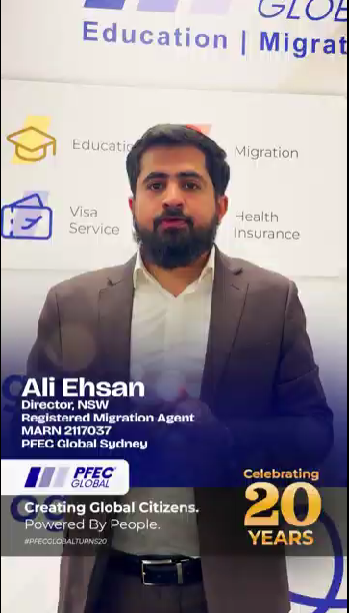 PFEC GLOBAL
Education | Migrat
Educatio
Migration
Visa
Service
Health
Insurance
Ali Ehsan
Director, NSW
Registered Migration Agent
MARN 2117037
PFEC Global Sydney
PFEC
GLOBAL
Creating Global Citizens.
Powered By People.
#PFECGLOBALTURNS20
Celebrating
20
YEARS